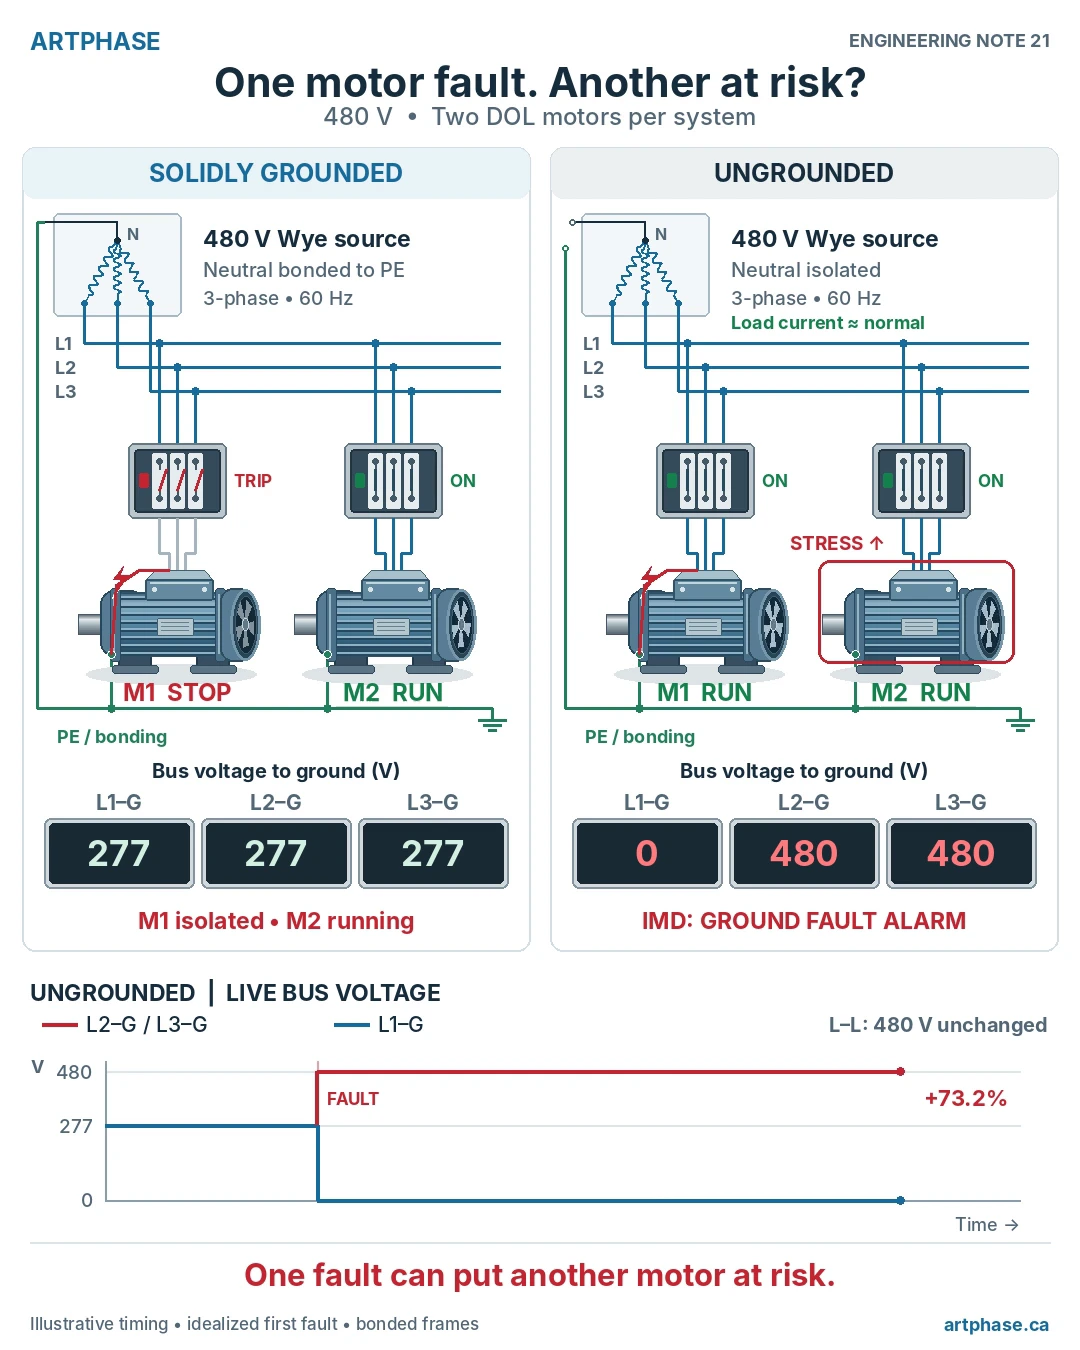 ARTPHASE
ENGINEERING NOTE 21
One motor fault. Another at risk?
480 V • Two DOL motors per system
SOLIDLY GROUNDED
N
480 V Wye source
Neutral bonded to PE
3-phase • 60 Hz
L1
L2
L3
TRIP
ON
M1 STOP
M2 RUN
PE / bonding
Bus voltage to ground (V)
L1–G L2–G L3–G
277 277 277
M1 isolated • M2 running
UNGROUNDED
N
480 V Wye source
Neutral isolated
3-phase • 60 Hz
Load current ≈ normal
L1
L2
L3
ON
ON
STRESS ↑
M1 RUN
M2 RUN
PE / bonding
Bus voltage to ground (V)
L1–G L2–G L3–G
0 480 480
IMD: GROUND FAULT ALARM
UNGROUNDED | LIVE BUS VOLTAGE
L2–G / L3–G
L1–G
L–L: 480 V unchanged
V
480
FAULT
+73.2%
277
0
Time →
One fault can put another motor at risk.
Illustrative timing • idealized first fault • bonded frames
artphase.ca